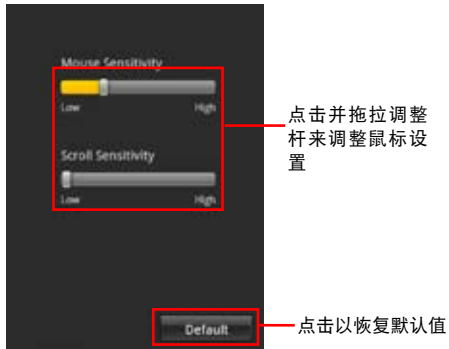 Mouse Sensitivity
Low High
点击并拖拉调整
杆来调整鼠标设
置
Scroll Sensitivity
Low High
Default
点击以恢复默认值